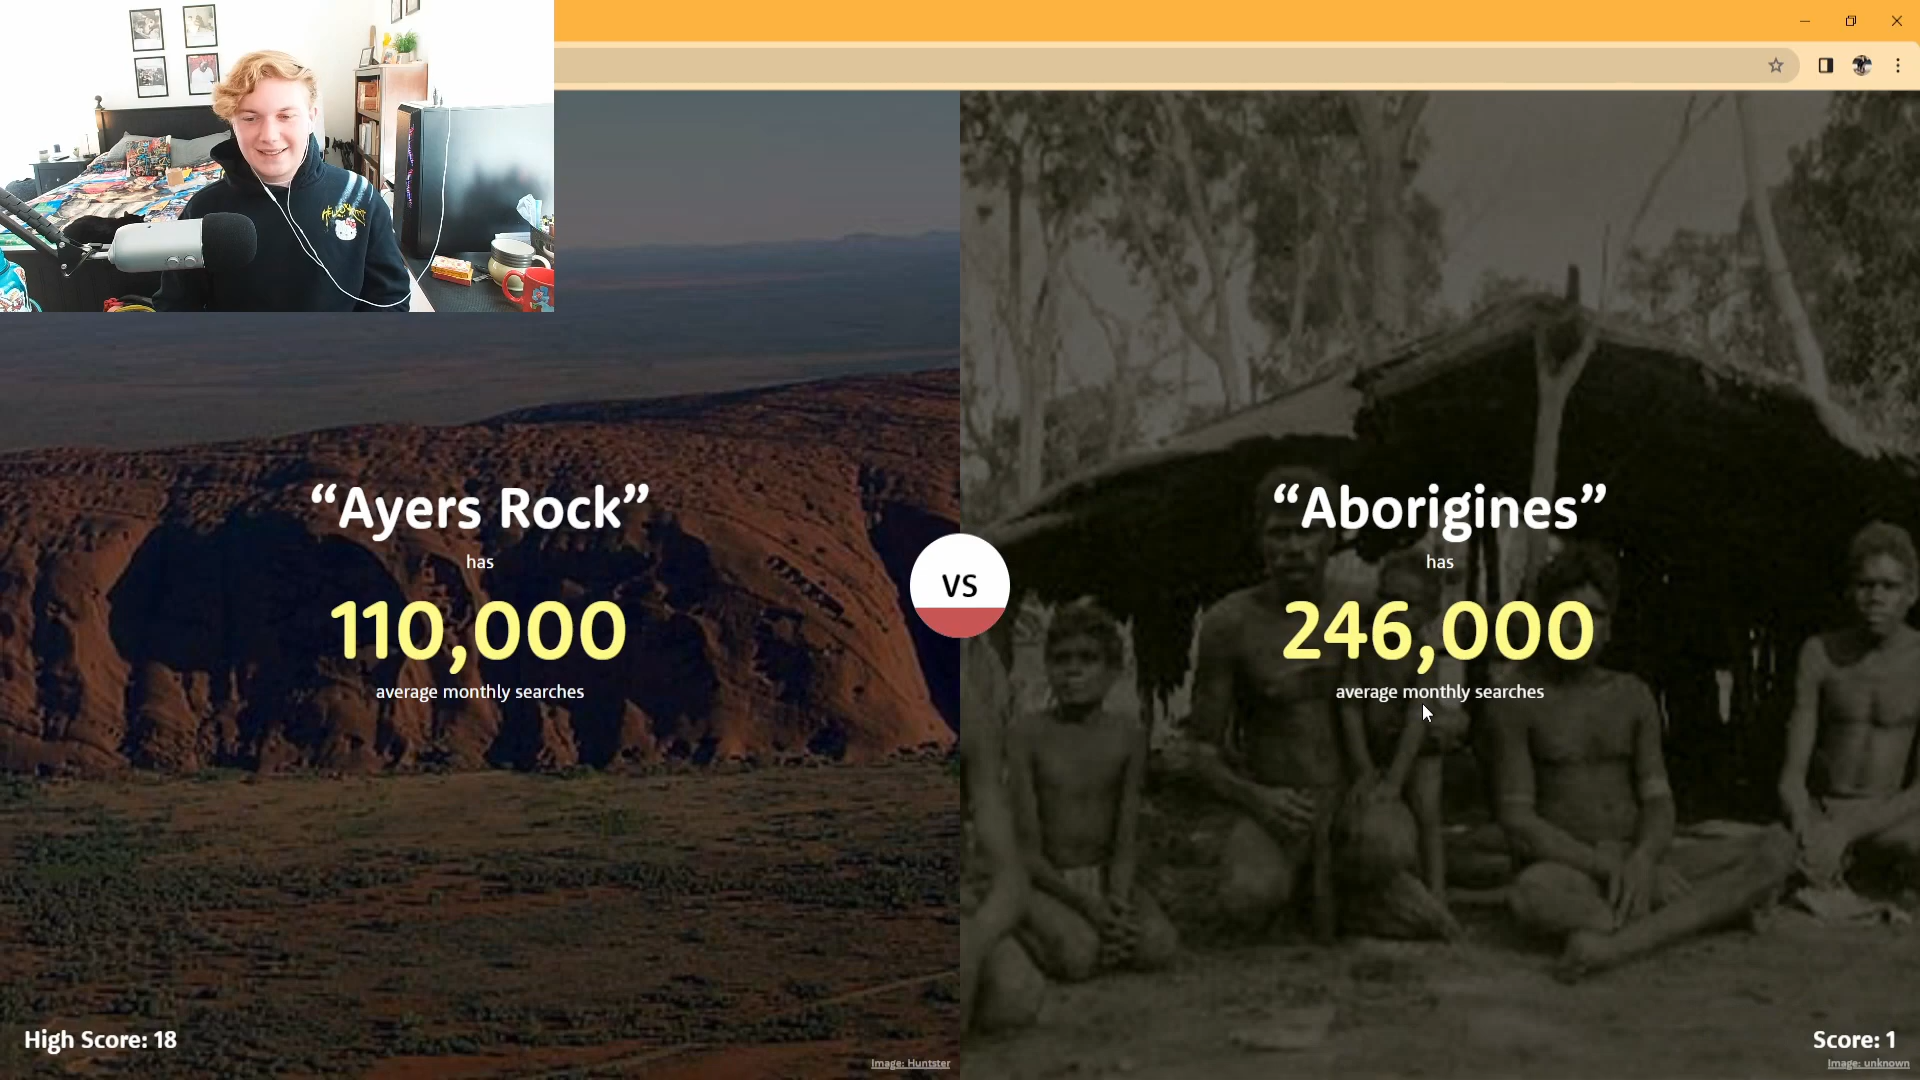 “Ayers Rock”
has
110,000
average monthly searches
VS
“Aborigines”
has
246,000
average monthly searches
High Score: 18
Image: Huntster
Score: 1
Image: unknown